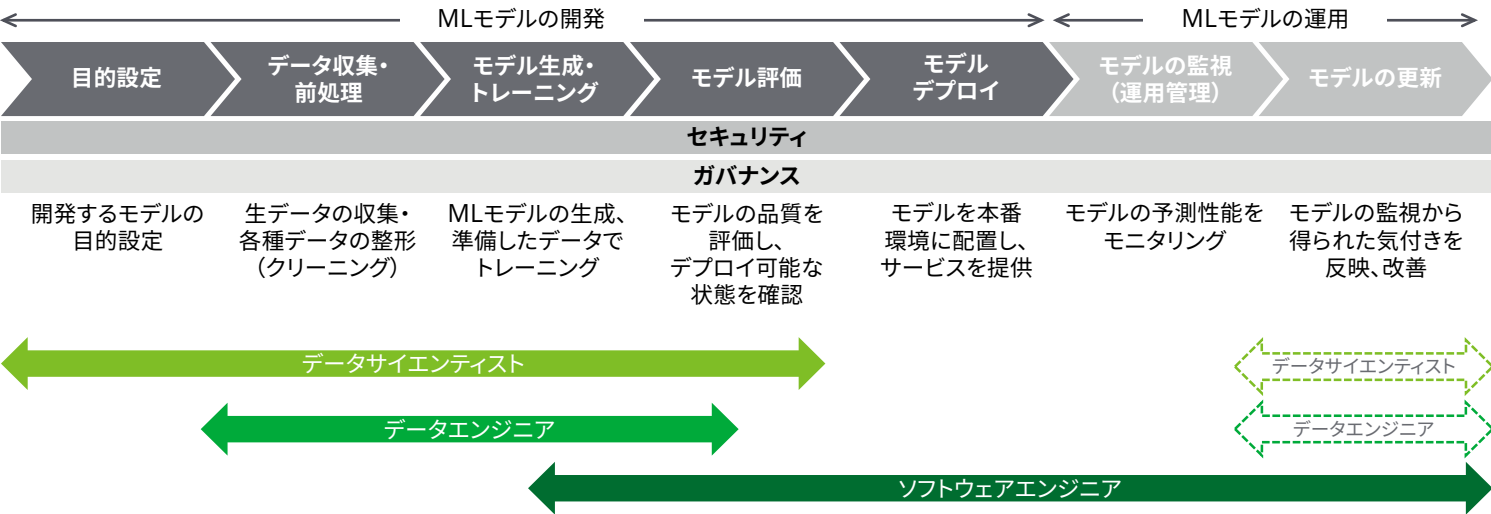 MLモデルの開発
MLモデルの運用
目的設定
データ収集・
前処理
モデル生成・
トレーニング
モデル評価
モデル
デプロイ
モデルの監視
（運用管理）
モデルの更新
セキュリティ
ガバナンス
開発するモデルの
目的設定
生データの収集・
各種データの整形
（クリーニング）
MLモデルの生成、
準備したデータで
トレーニング
モデルの品質を
評価し、
デプロイ可能な
状態を確認
モデルを本番
環境に配置し、
サービスを提供
モデルの予測性能を
モニタリング
モデルの監視から
得られた気付きを
反映、改善
データサイエンティスト
データサイエンティスト
データエンジニア
データエンジニア
ソフトウェアエンジニア